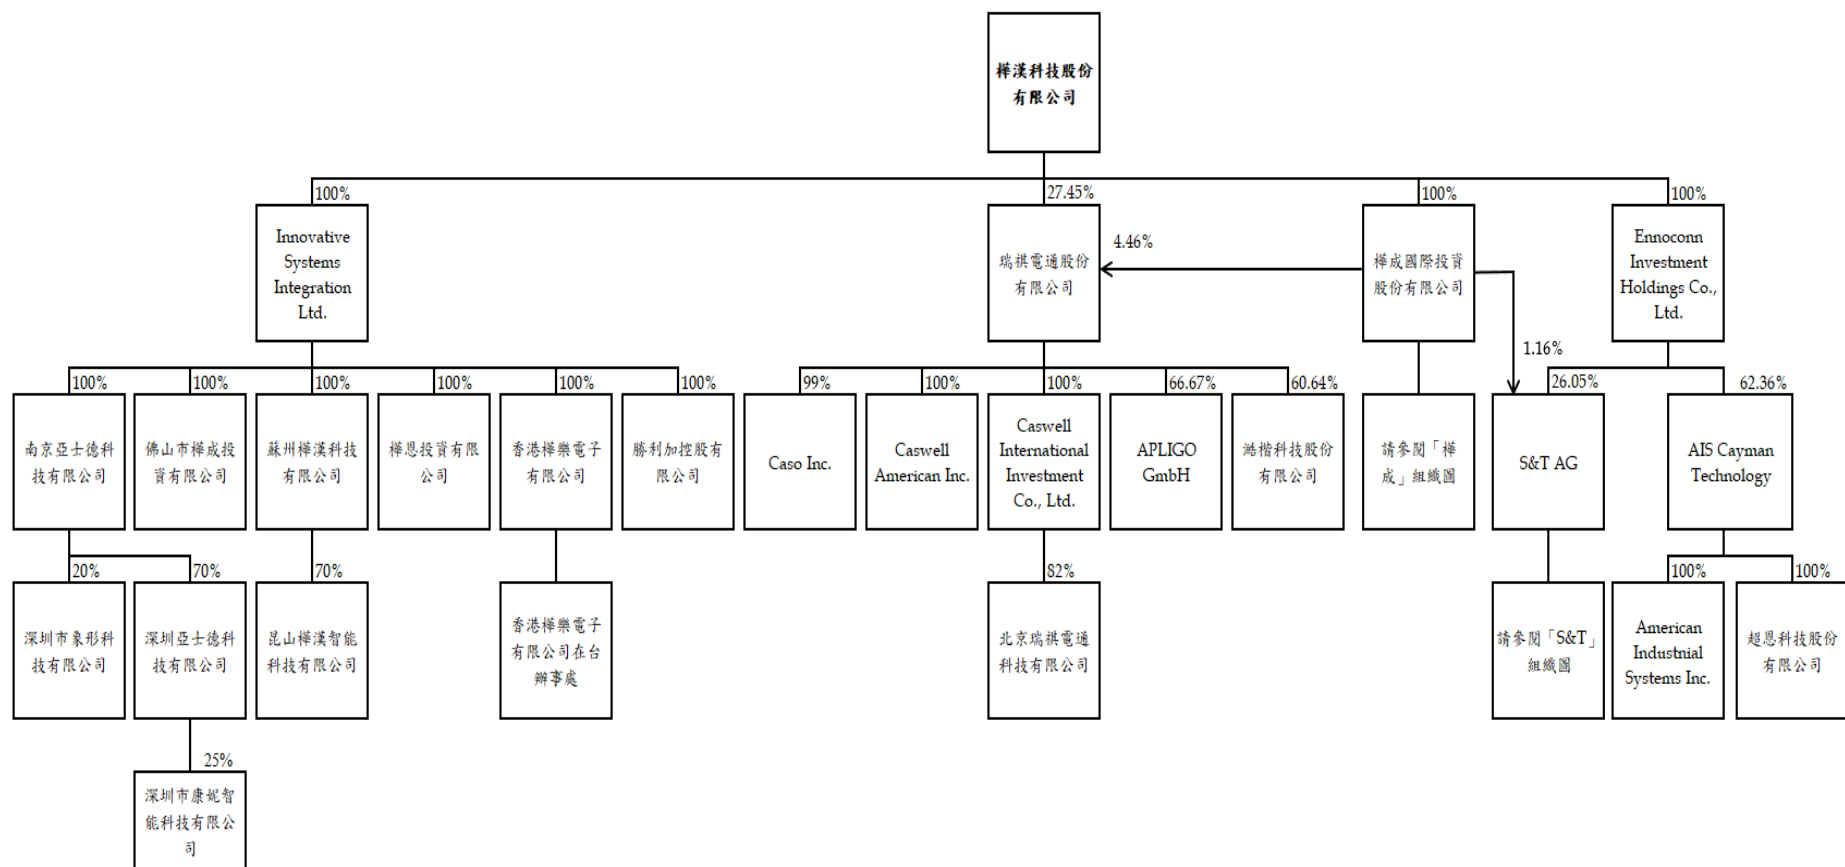 樺漢科技股份
有限公司
100%
27.45%
100%
100%
Innovative
Systems
Integration
Ltd.
瑞祺電通股份
有限公司
4.46%
樺成國際投資
股份有限公司
Ennoconn
Investment
Holdings Co.,
Ltd.
1.16%
100%
100%
100%
100%
100%
100%
99%
100%
100%
66.67%
60.64%
26.05%
62.36%
南京亞士德科
技有限公司
佛山市樺成投
資有限公司
蘇州樺漢科技
有限公司
樺恩投資有限
公司
香港樺樂電子
有限公司
勝利加控股有
限公司
Caso Inc.
Caswell
American Inc.
Caswell
International
Investment
Co., Ltd.
APLIGO
GmbH
澔楷科技股份
有限公司
請參閱「樺
成」組織圖
S&T AG
AIS Cayman
Technology
20%
70%
70%
82%
100%
100%
深圳市象形科
技有限公司
深圳亞士德科
技有限公司
昆山樺漢智能
科技有限公司
香港樺樂電子
有限公司在台
辦事處
北京瑞祺電通
科技有限公司
請參閱「S&T」
組織圖
American
Industnial
Systems Inc.
超恩科技股份
有限公司
25%
深圳市康妮智
能科技有限公
司